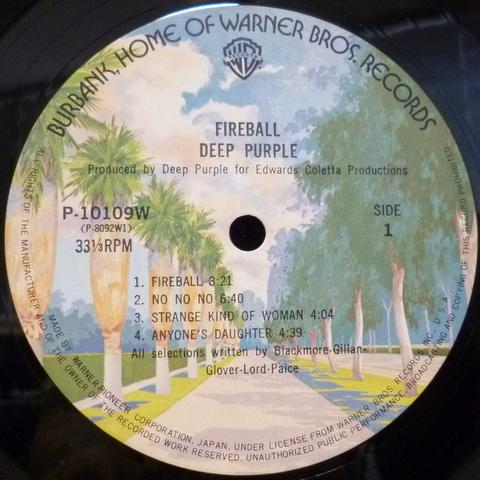 BURBANK, HOME OF WARNER BROS. RECORDS
FIREBALL
DEEP PURPLE
Produced by Deep Purple for Edwards Coletta Productions
P-10109W
(P-8092W1)
33⅓RPM
SIDE
1
1. FIREBALL 3:21
2. NO NO NO 6:40
3. STRANGE KIND OF WOMAN 4:04
4. ANYONE'S DAUGHTER 4:39
All selections written by Blackmore-Gillan-
Glover-Lord-Paice
MADE BY WARNER-PIONEER CORPORATION, JAPAN, UNDER LICENSE FROM WARNER BROS RECORDS INC., U.S.A.
ALL RIGHTS OF THE MANUFACTURER AND OF THE OWNER OF THE RECORDED WORK RESERVED. UNAUTHORIZED PUBLIC PERFORMANCE, BROADCASTING AND COPYING OF THIS RECORD PROHIBITED.